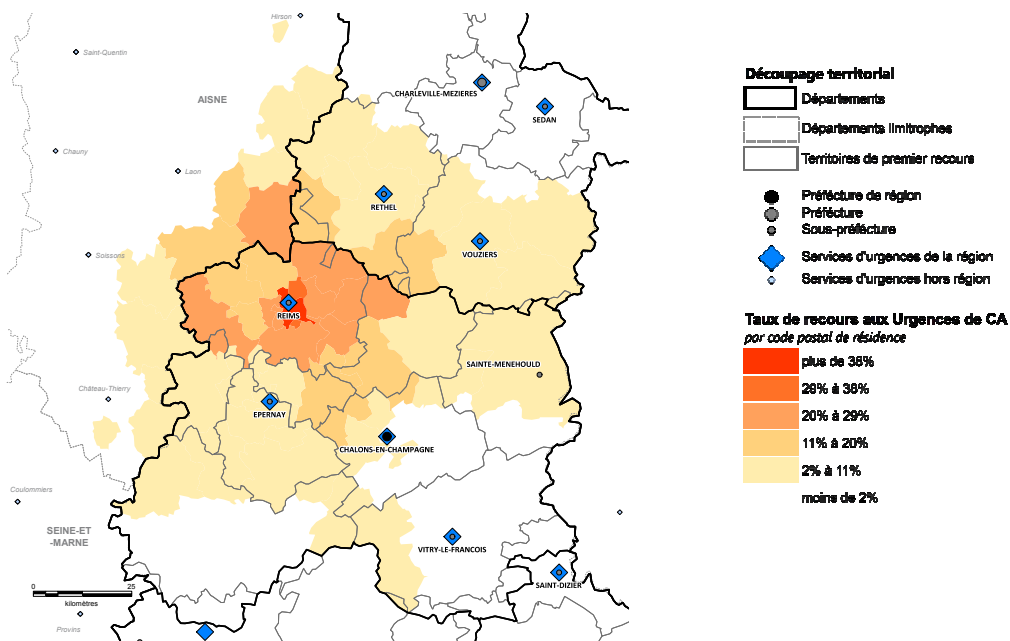 Hirson
Saint-Quentin
CHARLEVILLE-MEZIERES
AISNE
SEDAN
Chauny
Laon
RETHEL
VOUZIERS
Soissons
REIMS
SAINTE-MENEHOULD
Château-Thierry
EPERNAY
CHALONS-EN-CHAMPAGNE
Coulommiers
SEINE-ET
-MARNE
VITRY-LE-FRANCOIS
SAINT-DIZIER
0 25
kilomètres
Provins
Découpage territorial
Départements
Départements limitrophes
Territoires de premier recours
Préfécture de région
Préfécture
Sous-préfécture
Services d'urgences de la région
Services d'urgences hors région
Taux de recours aux Urgences de CA
par code postal de résidence
plus de 38%
29% à 38%
20% à 29%
11% à 20%
2% à 11%
moins de 2%